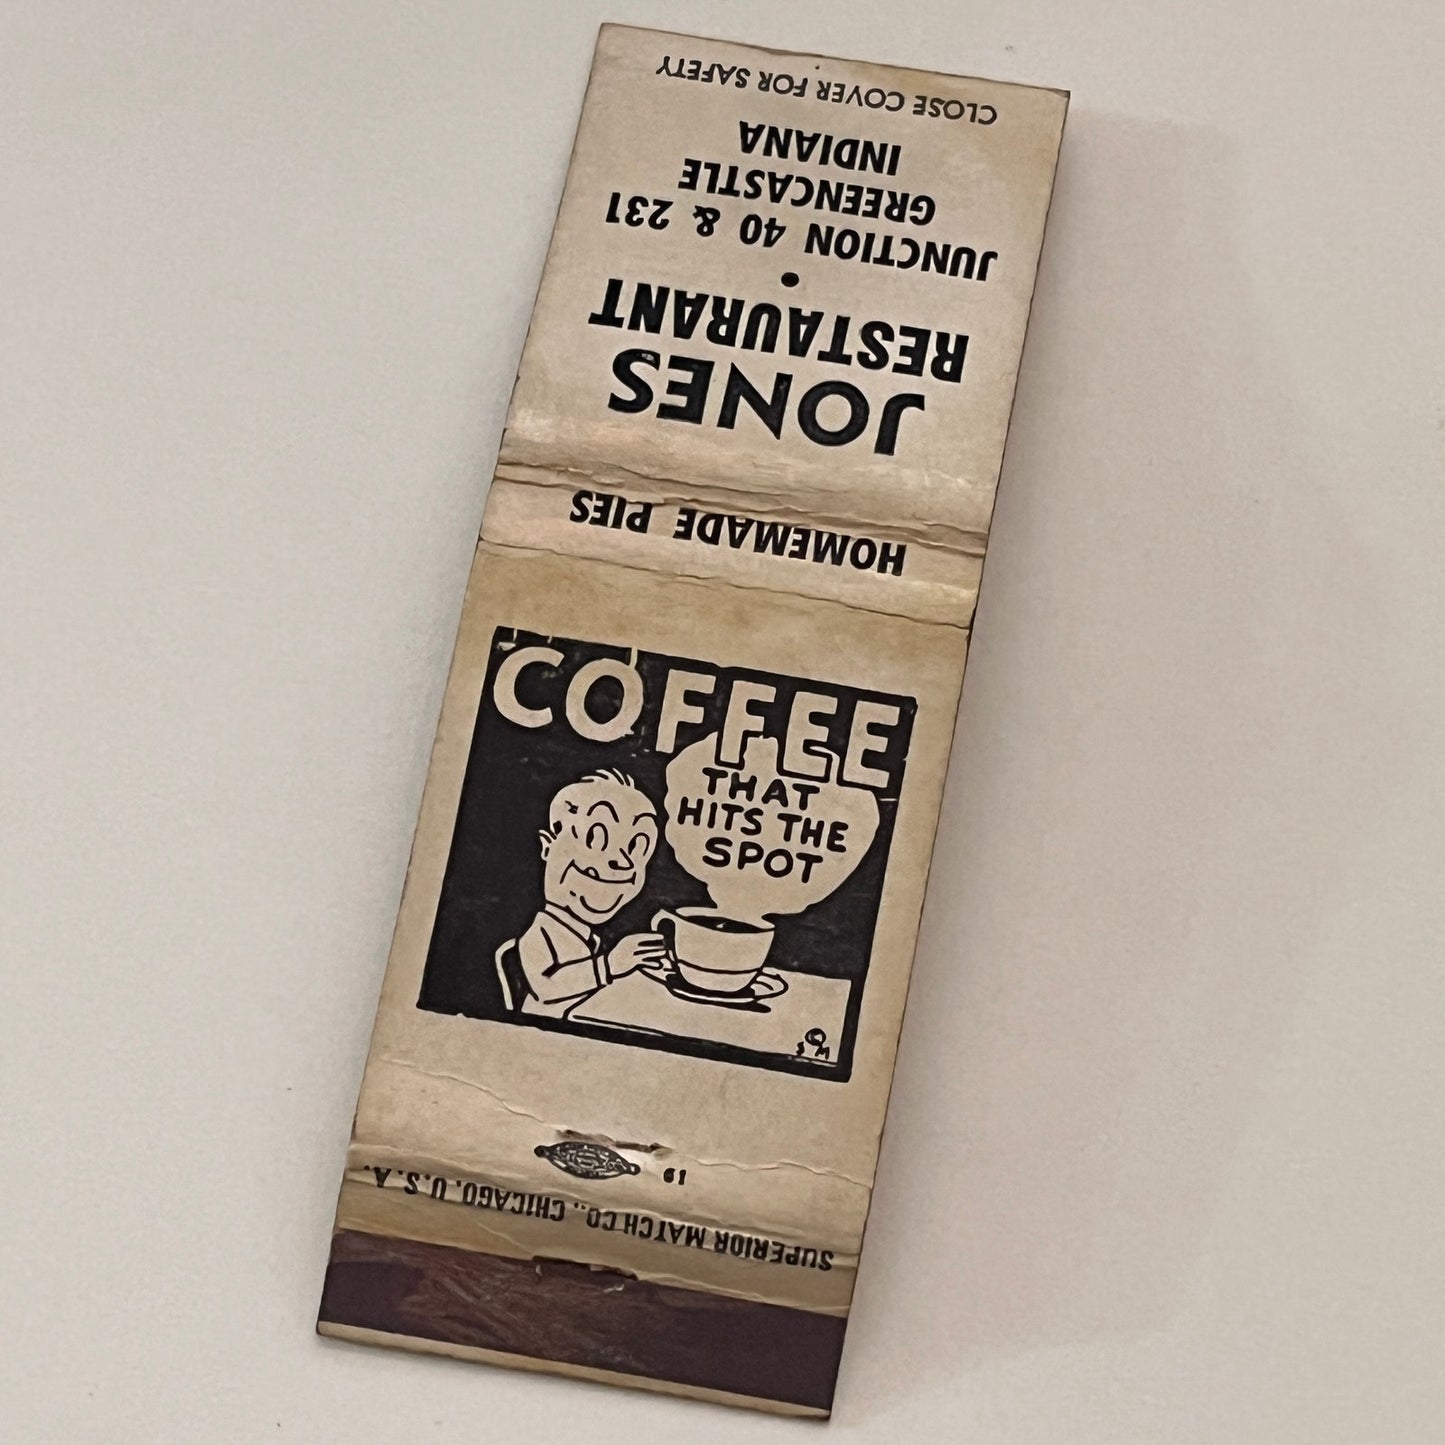 CLOSE COVER FOR SAFETY
JONES
RESTAURANT
•
JUNCTION 40 & 231
GREENCASTLE
INDIANA
HOMEMADE PIES
COFFEE
THAT
HITS THE
SPOT
SUPERIOR MATCH CO., CHICAGO, U.S.A.
19